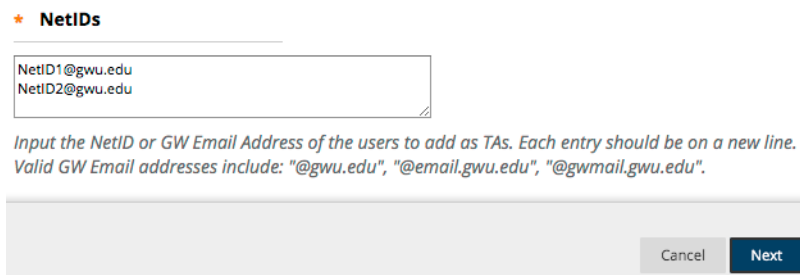 * NetIDs
NetID1@gwu.edu
NetID2@gwu.edu
Input the NetID or GW Email Address of the users to add as TAs. Each entry should be on a new line.
Valid GW Email addresses include: "@gwu.edu", "@email.gwu.edu", "@gwmail.gwu.edu".
Cancel Next